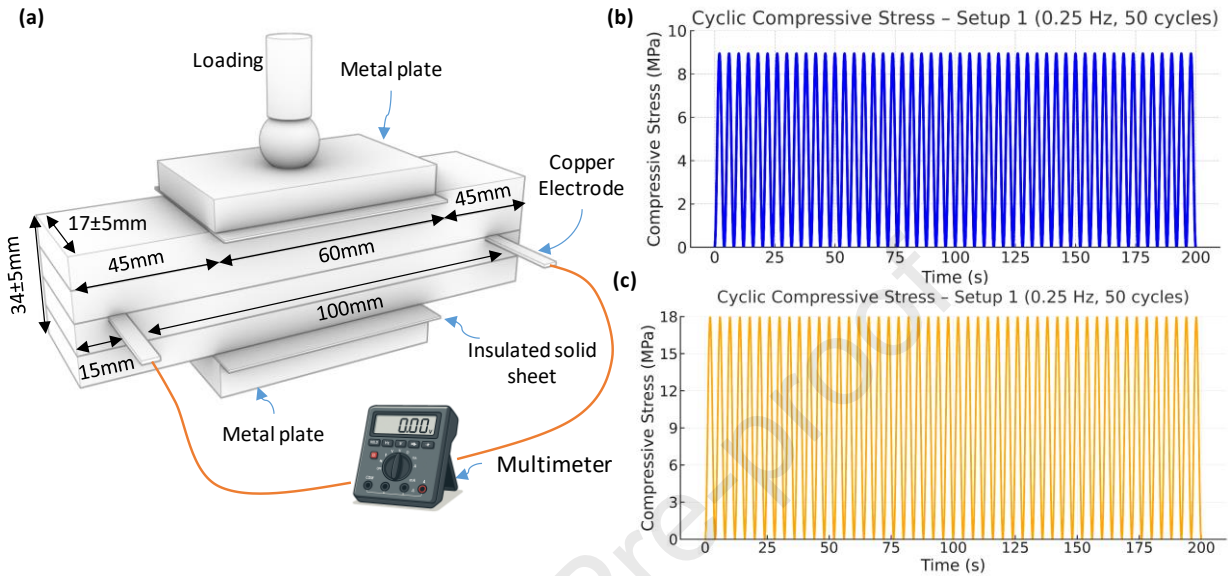 (a)
Loading
Metal plate
Copper
Electrode
17±5mm
45mm
60mm
45mm
34±5mm
100mm
15mm
Insulated solid
sheet
Metal plate
0.00
Multimeter
(b)
Cyclic Compressive Stress – Setup 1 (0.25 Hz, 50 cycles)
Compressive Stress (MPa)
10
8
6
4
2
0
0 25 50 75 100 125 150 175 200
Time (s)
(c)
Cyclic Compressive Stress – Setup 1 (0.25 Hz, 50 cycles)
Compressive Stress (MPa)
18
15
12
9
6
3
0
0 25 50 75 100 125 150 175 200
Time (s)
Pre-proof